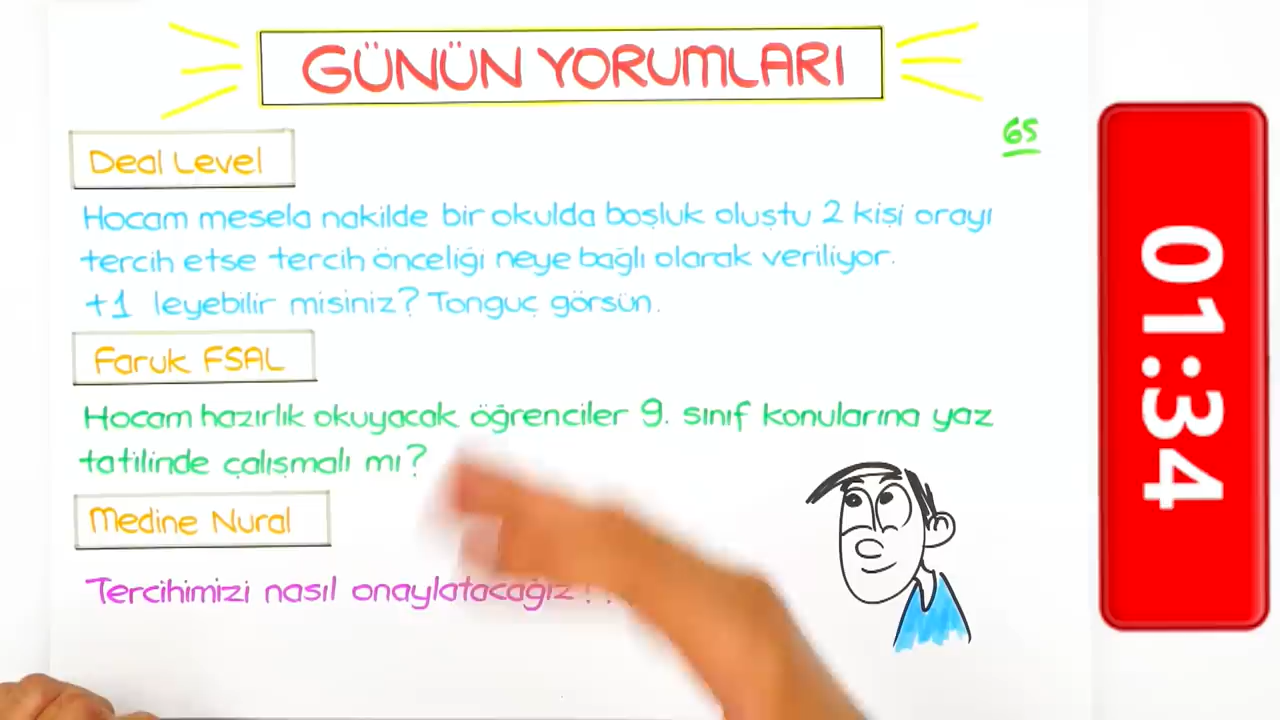 GÜNÜN YORUMLARI
65
Deal Level
Hocam mesela nakilde bir okulda boşluk oluştu 2 kişi orayı
tercih etse tercih önceliği neye bağlı olarak veriliyor.
+1 leyebilir misiniz? Tonguç görsün.
Faruk FSAL
Hocam hazırlık okuyacak öğrenciler 9. sınıf konularına yaz
tatilinde çalışmalı mı?
Medine Nural
Tercihimizi nasıl onaylatacağız
01:34